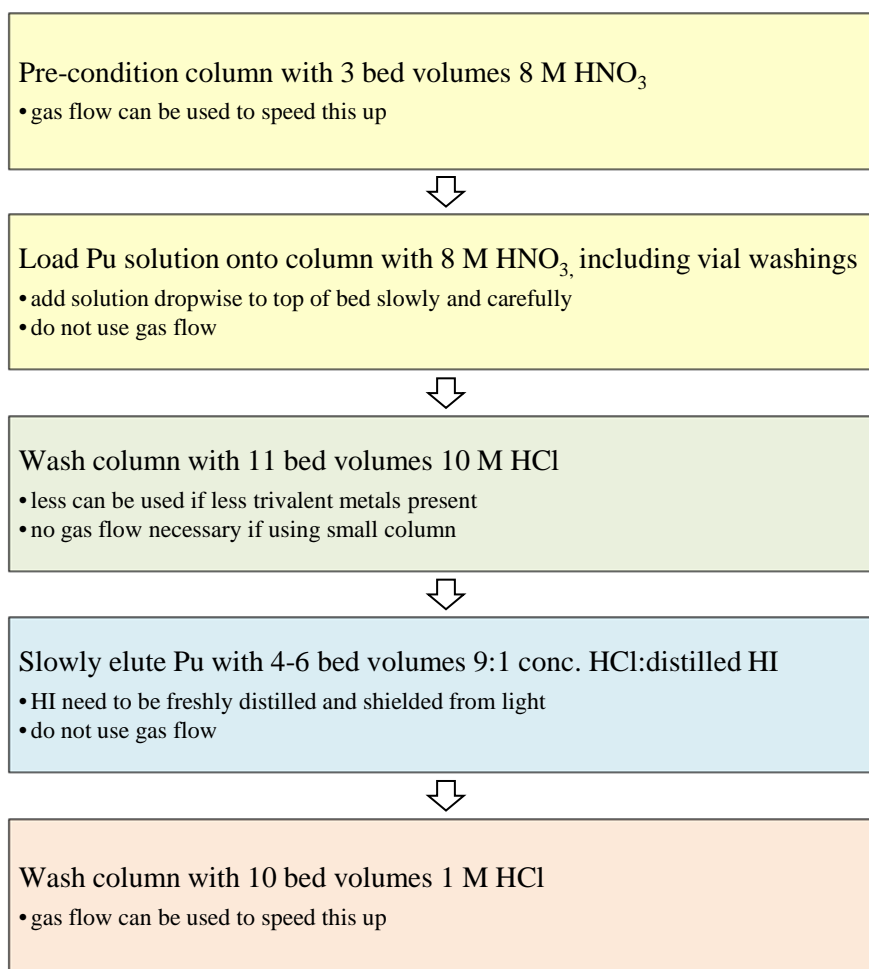 Pre-condition column with 3 bed volumes 8 M HNO3
• gas flow can be used to speed this up
Load Pu solution onto column with 8 M HNO3, including vial washings
• add solution dropwise to top of bed slowly and carefully
• do not use gas flow
Wash column with 11 bed volumes 10 M HCl
• less can be used if less trivalent metals present
• no gas flow necessary if using small column
Slowly elute Pu with 4-6 bed volumes 9:1 conc. HCl:distilled HI
• HI need to be freshly distilled and shielded from light
• do not use gas flow
Wash column with 10 bed volumes 1 M HCl
• gas flow can be used to speed this up